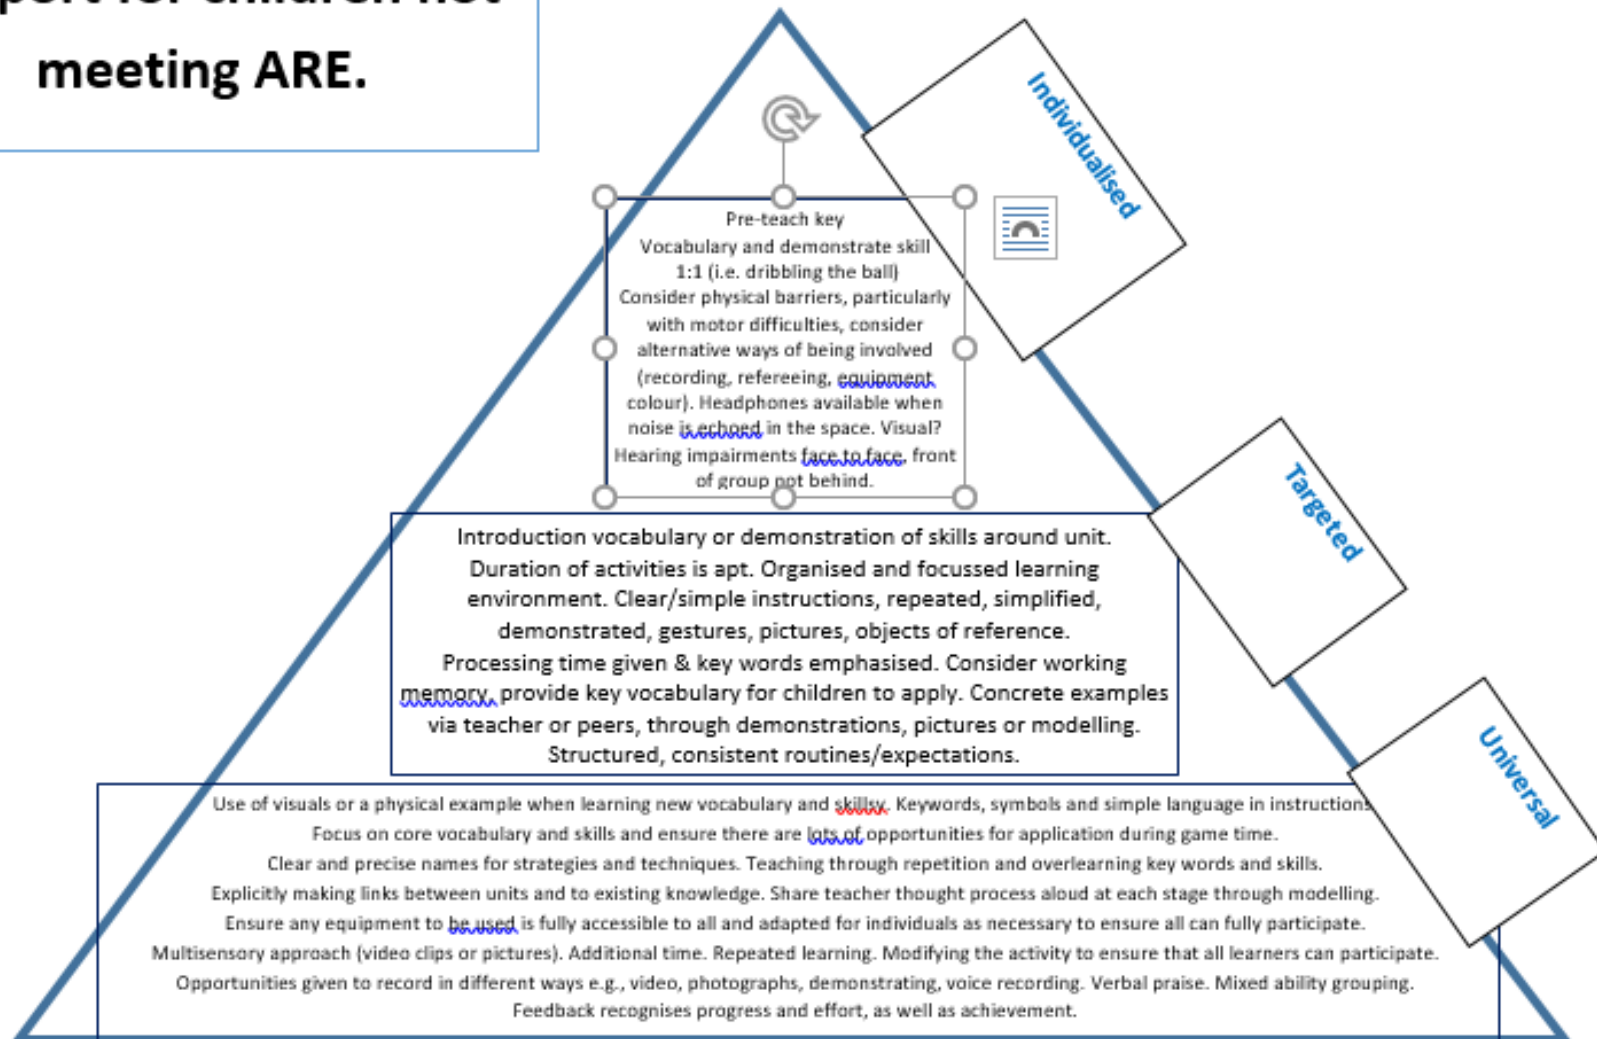 port for children not
meeting ARE.
Individualised
Pre-teach key
Vocabulary and demonstrate skill
1:1 (i.e. dribbling the ball)
Consider physical barriers, particularly
with motor difficulties, consider
alternative ways of being involved
(recording, refereeing, equipment
colour). Headphones available when
noise is echoed in the space. Visual?
Hearing impairments face to face, front
of group not behind.
Targeted
Introduction vocabulary or demonstration of skills around unit.
Duration of activities is apt. Organised and focussed learning
environment. Clear/simple instructions, repeated, simplified,
demonstrated, gestures, pictures, objects of reference.
Processing time given & key words emphasised. Consider working
memory, provide key vocabulary for children to apply. Concrete examples
via teacher or peers, through demonstrations, pictures or modelling.
Structured, consistent routines/expectations.
Universal
Use of visuals or a physical example when learning new vocabulary and skillsy. Keywords, symbols and simple language in instructions
Focus on core vocabulary and skills and ensure there are lots of opportunities for application during game time.
Clear and precise names for strategies and techniques. Teaching through repetition and overlearning key words and skills.
Explicitly making links between units and to existing knowledge. Share teacher thought process aloud at each stage through modelling.
Ensure any equipment to be used is fully accessible to all and adapted for individuals as necessary to ensure all can fully participate.
Multisensory approach (video clips or pictures). Additional time. Repeated learning. Modifying the activity to ensure that all learners can participate.
Opportunities given to record in different ways e.g., video, photographs, demonstrating, voice recording. Verbal praise. Mixed ability grouping.
Feedback recognises progress and effort, as well as achievement.